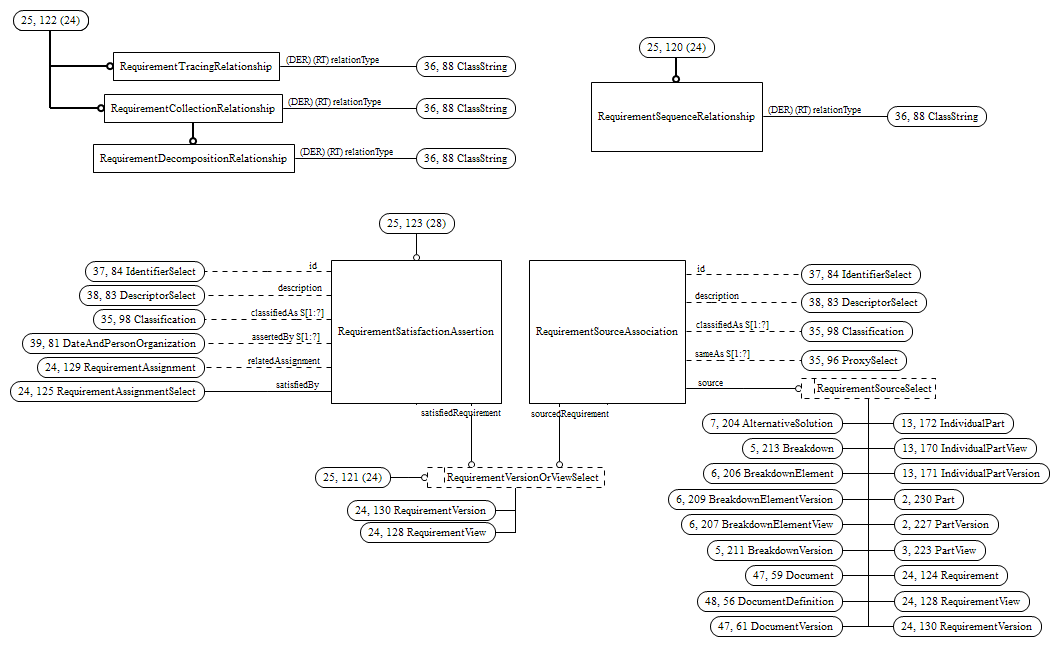 25, 122 (24)
RequirementTracingRelationship
(DER) (RT) relationType
36, 88 ClassString
RequirementCollectionRelationship
(DER) (RT) relationType
36, 88 ClassString
RequirementDecompositionRelationship
(DER) (RT) relationType
36, 88 ClassString
25, 120 (24)
RequirementSequenceRelationship
(DER) (RT) relationType
36, 88 ClassString
25, 123 (28)
37, 84 IdentifierSelect
id
38, 83 DescriptorSelect
description
35, 98 Classification
classifiedAs S[1:?]
39, 81 DateAndPersonOrganization
assertedBy S[1:?]
24, 129 RequirementAssignment
relatedAssignment
24, 125 RequirementAssignmentSelect
satisfiedBy
RequirementSatisfactionAssertion
satisfiedRequirement
RequirementSourceAssociation
id
37, 84 IdentifierSelect
description
38, 83 DescriptorSelect
classifiedAs S[1:?]
35, 98 Classification
sameAs S[1:?]
35, 96 ProxySelect
source
RequirementSourceSelect
sourcedRequirement
25, 121 (24)
RequirementVersionOrViewSelect
24, 130 RequirementVersion
24, 128 RequirementView
7, 204 AlternativeSolution
13, 172 IndividualPart
5, 213 Breakdown
13, 170 IndividualPartView
6, 206 BreakdownElement
13, 171 IndividualPartVersion
6, 209 BreakdownElementVersion
2, 230 Part
6, 207 BreakdownElementView
2, 227 PartVersion
5, 211 BreakdownVersion
3, 223 PartView
47, 59 Document
24, 124 Requirement
48, 56 DocumentDefinition
24, 128 RequirementView
47, 61 DocumentVersion
24, 130 RequirementVersion